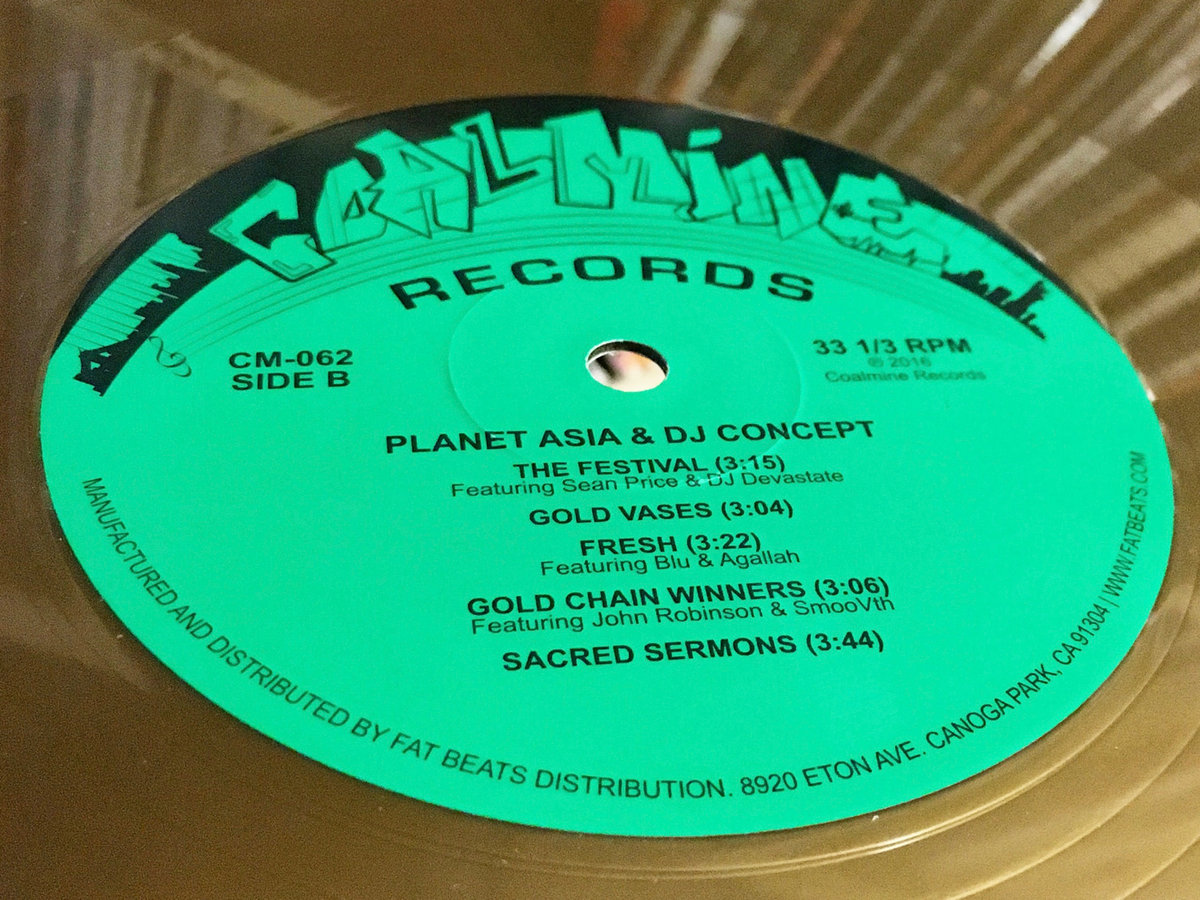 COALMINE
RECORDS
CM-062
SIDE B
33 1/3 RPM
℗ 2016
Coalmine Records
PLANET ASIA & DJ CONCEPT
THE FESTIVAL (3:15)
Featuring Sean Price & DJ Devastate
GOLD VASES (3:04)
FRESH (3:22)
Featuring Blu & Agallah
GOLD CHAIN WINNERS (3:06)
Featuring John Robinson & SmooVth
SACRED SERMONS (3:44)
MANUFACTURED AND DISTRIBUTED BY FAT BEATS DISTRIBUTION. 8920 ETON AVE. CANOGA PARK, CA 91304 | WWW.FATBEATS.COM